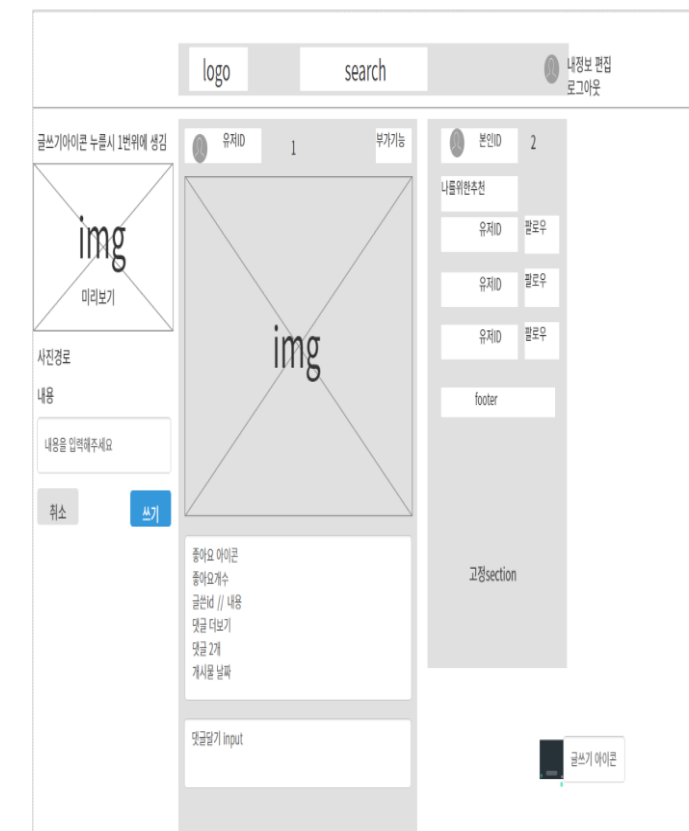 logo
search
내정보 편집
로그아웃
글쓰기아이콘 누를시 1번위에 생김
img
미리보기
사진경로
내용
내용을 입력해주세요
취소
쓰기
유저ID
1
부가기능
img
좋아요 아이콘
좋아요개수
글쓴id // 내용
댓글 더보기
댓글 2개
개시물 날짜
댓글달기 input
본인ID
2
나를위한추천
유저ID
팔로우
유저ID
팔로우
유저ID
팔로우
footer
고정section
글쓰기 아이콘